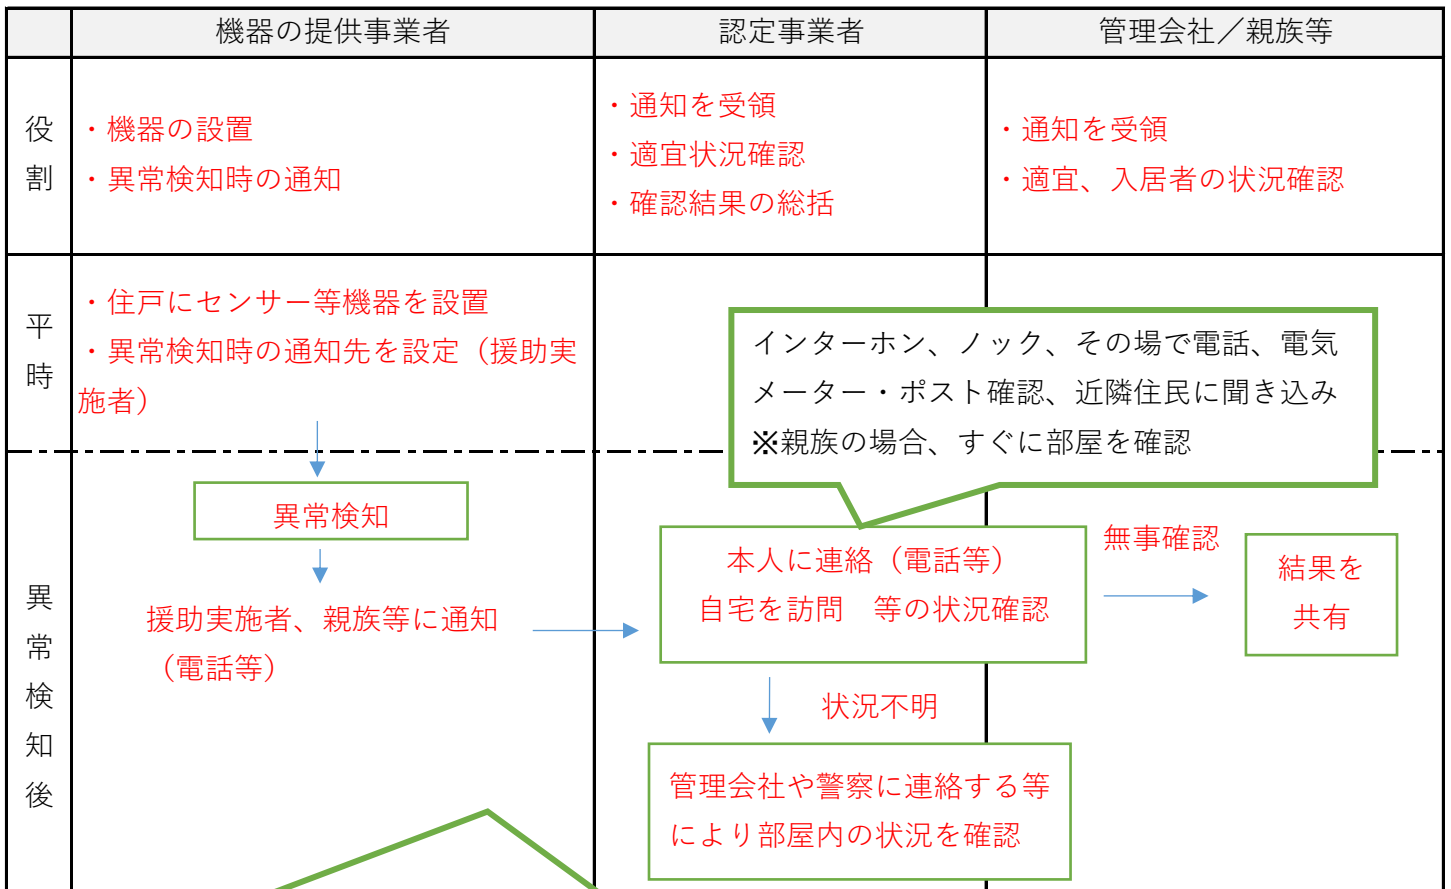 機器の提供事業者
認定事業者
管理会社／親族等
役割
・機器の設置
・異常検知時の通知
・通知を受領
・適宜状況確認
・確認結果の総括
・通知を受領
・適宜、入居者の状況確認
平時
・住戸にセンサー等機器を設置
・異常検知時の通知先を設定（援助実
施者）
インターホン、ノック、その場で電話、電気
メーター・ポスト確認、近隣住民に聞き込み
※親族の場合、すぐに部屋を確認
異常検知後
異常検知
援助実施者、親族等に通知
（電話等）
本人に連絡（電話等）
自宅を訪問　等の状況確認
無事確認
結果を
共有
状況不明
管理会社や警察に連絡する等
により部屋内の状況を確認